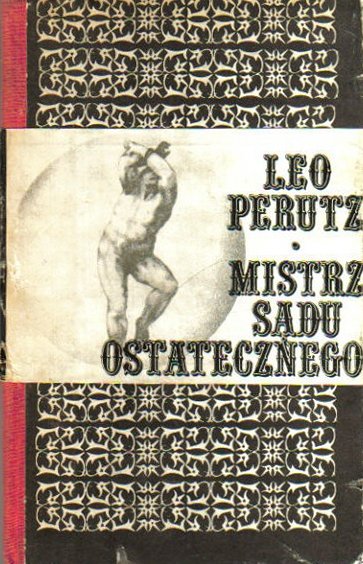 LEO
PERUTZ
·
MISTRZ
SĄDU
OSTATECZNEGO